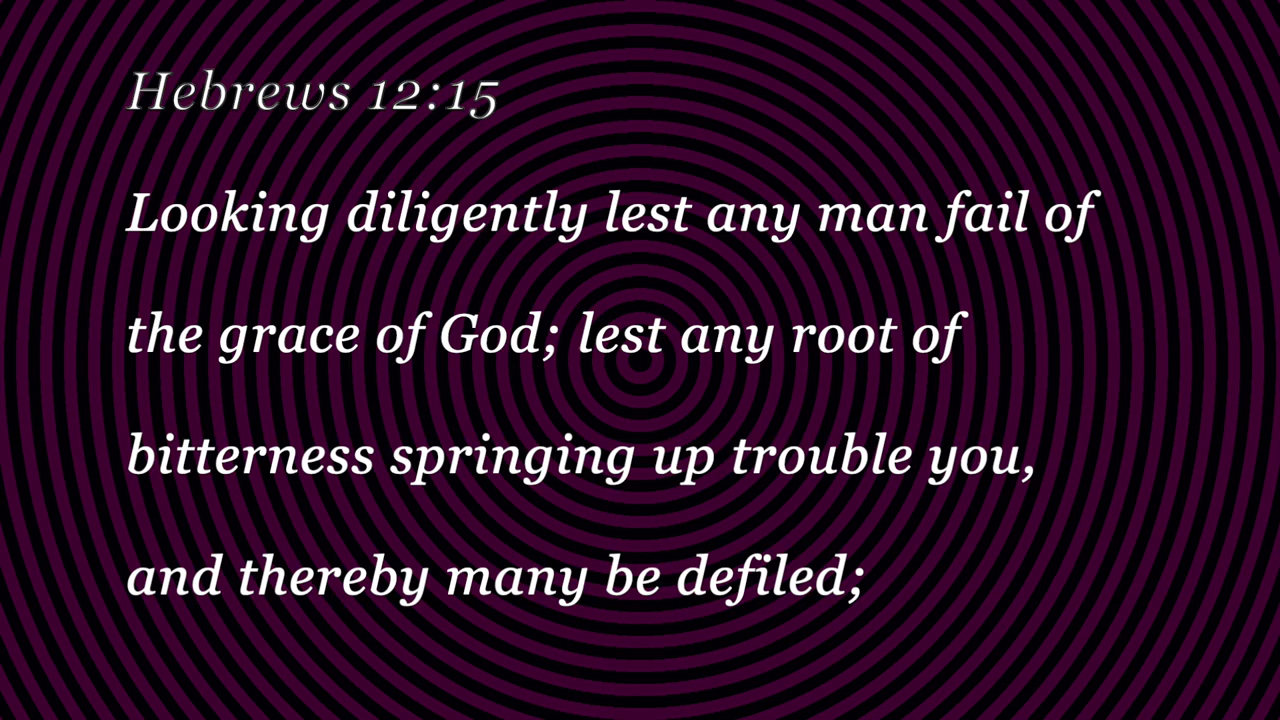 Hebrews 12:15
Looking diligently lest any man fail of
the grace of God; lest any root of
bitterness springing up trouble you,
and thereby many be defiled;